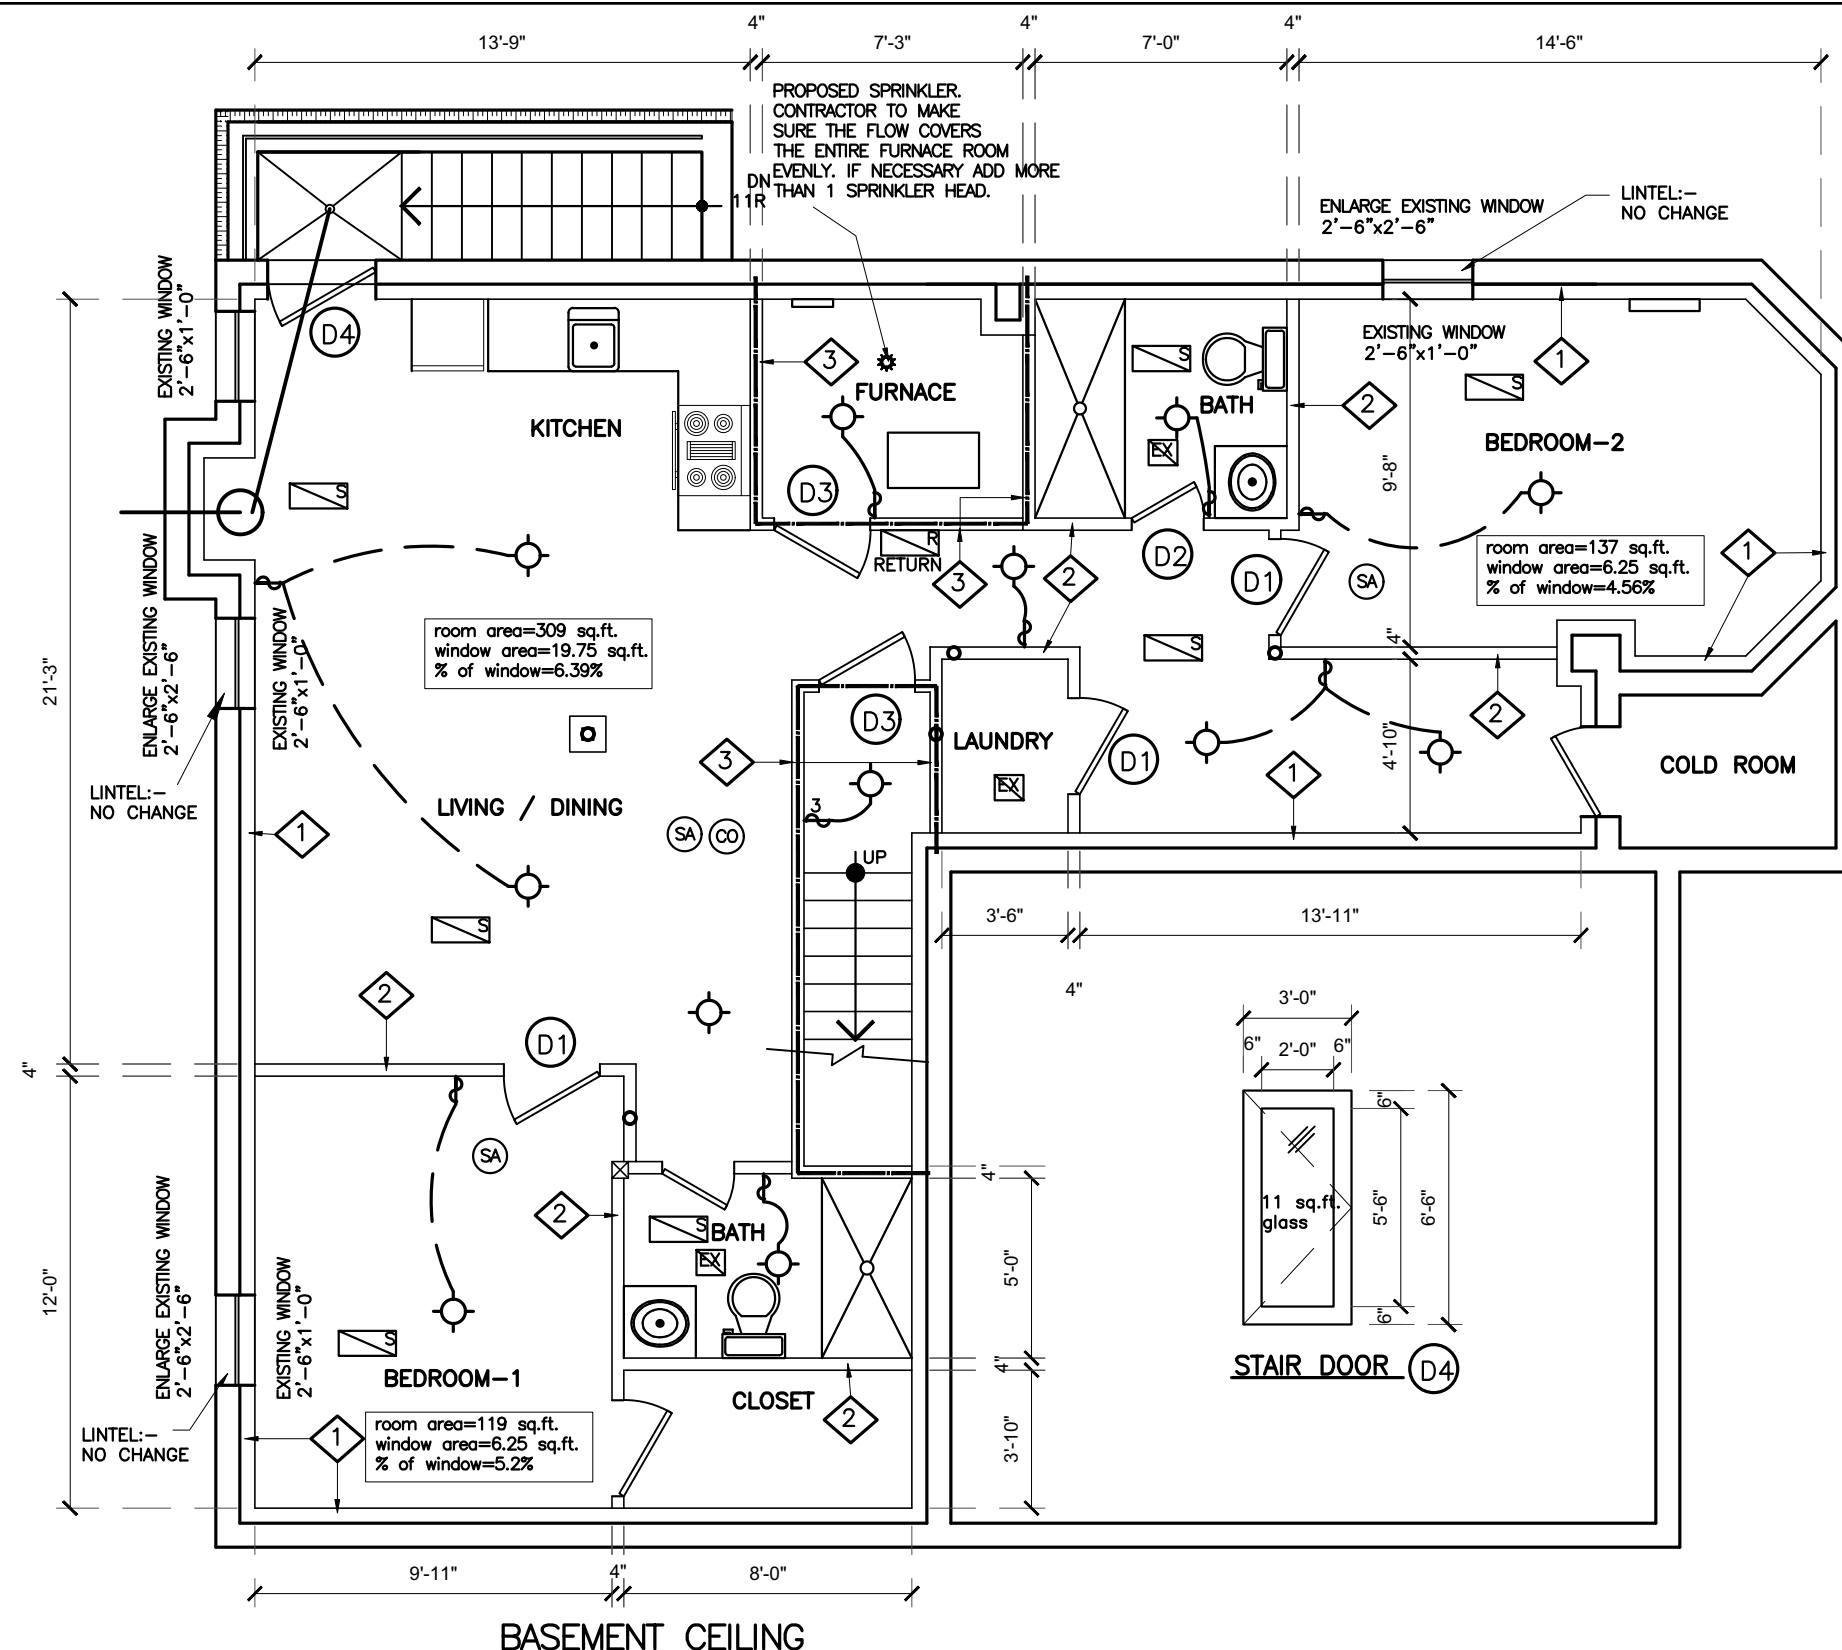 4"
4"
4"
13'-9"
7'-3"
7'-0"
14'-6"
PROPOSED SPRINKLER.
CONTRACTOR TO MAKE
SURE THE FLOW COVERS
THE ENTIRE FURNACE ROOM
EVENLY. IF NECESSARY ADD MORE
THAN 1 SPRINKLER HEAD.
DN
11R
ENLARGE EXISTING WINDOW
2'-6"x2'-6"
LINTEL:-
NO CHANGE
EXISTING WINDOW
2'-6"x1'-0"
D4
EXISTING WINDOW
2'-6"x1'-0"
3
1
S
S
FURNACE
BATH
2
KITCHEN
BEDROOM-2
EX
9'-8"
S
D3
R
RETURN
3
2
D2
D1
SA
room area=137 sq.ft.
window area=6.25 sq.ft.
% of window=4.56%
1
ENLARGE EXISTING WINDOW
2'-6"x2'-6"
EXISTING WINDOW
2'-6"x1'-0"
room area=309 sq.ft.
window area=19.75 sq.ft.
% of window=6.39%
S
4"
21'-3"
D3
LAUNDRY
D1
2
4'-10"
3
1
COLD ROOM
EX
LINTEL:-
NO CHANGE
LIVING / DINING
3
1
SA
CO
UP
S
3'-6"
13'-11"
4"
2
D1
4"
3'-0"
6"
2'-0"
6"
6"
SA
4"
11 sq.ft.
glass
5'-6"
6'-6"
6"
ENLARGE EXISTING WINDOW
2'-6"x2'-6"
EXISTING WINDOW
2'-6"x1'-0"
2
S
BATH
EX
5'-0"
12'-0"
S
4"
STAIR DOOR
D4
BEDROOM-1
CLOSET
2
LINTEL:-
NO CHANGE
1
room area=119 sq.ft.
window area=6.25 sq.ft.
% of window=5.2%
3'-10"
9'-11"
4"
8'-0"
BASEMENT CEILING